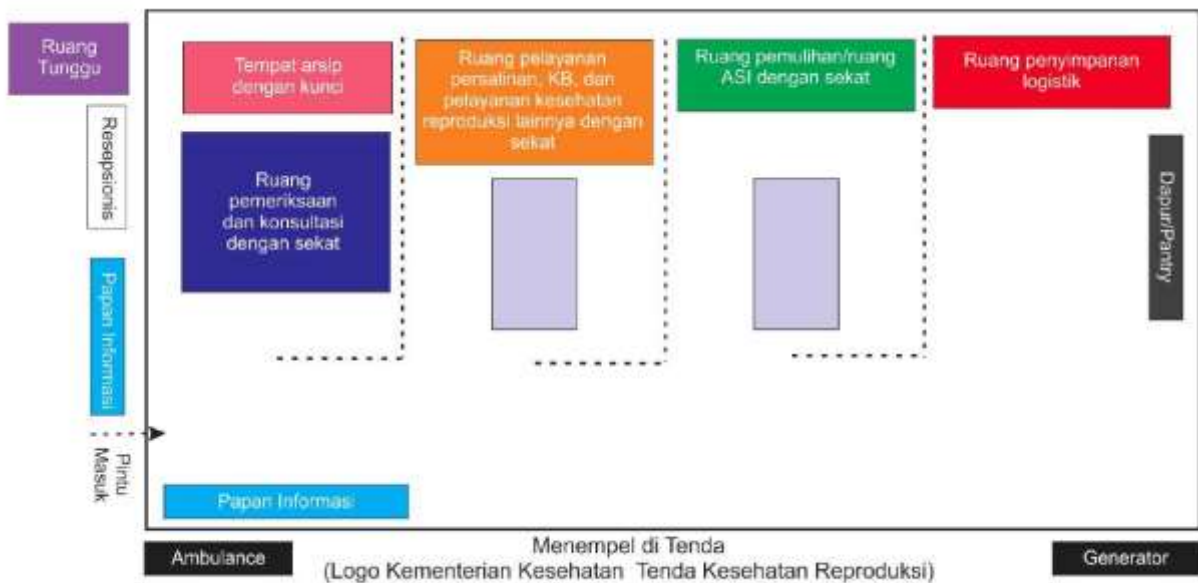 Ruang
Tunggu
Resepsionis
Papan Informasi
Pintu
Masuk
Tempat arsip
dengan kunci
Ruang
pemeriksaan
dan konsultasi
dengan sekat
Ruang pelayanan
persalinan, KB, dan
pelayanan kesehatan
reproduksi lainnya dengan
sekat
Ruang pemulihan/ruang
ASI dengan sekat
Ruang penyimpanan
logistik
Dapur/Pantry
Papan Informasi
Ambulance
Menempel di Tenda
(Logo Kementerian Kesehatan Tenda Kesehatan Reproduksi)
Generator